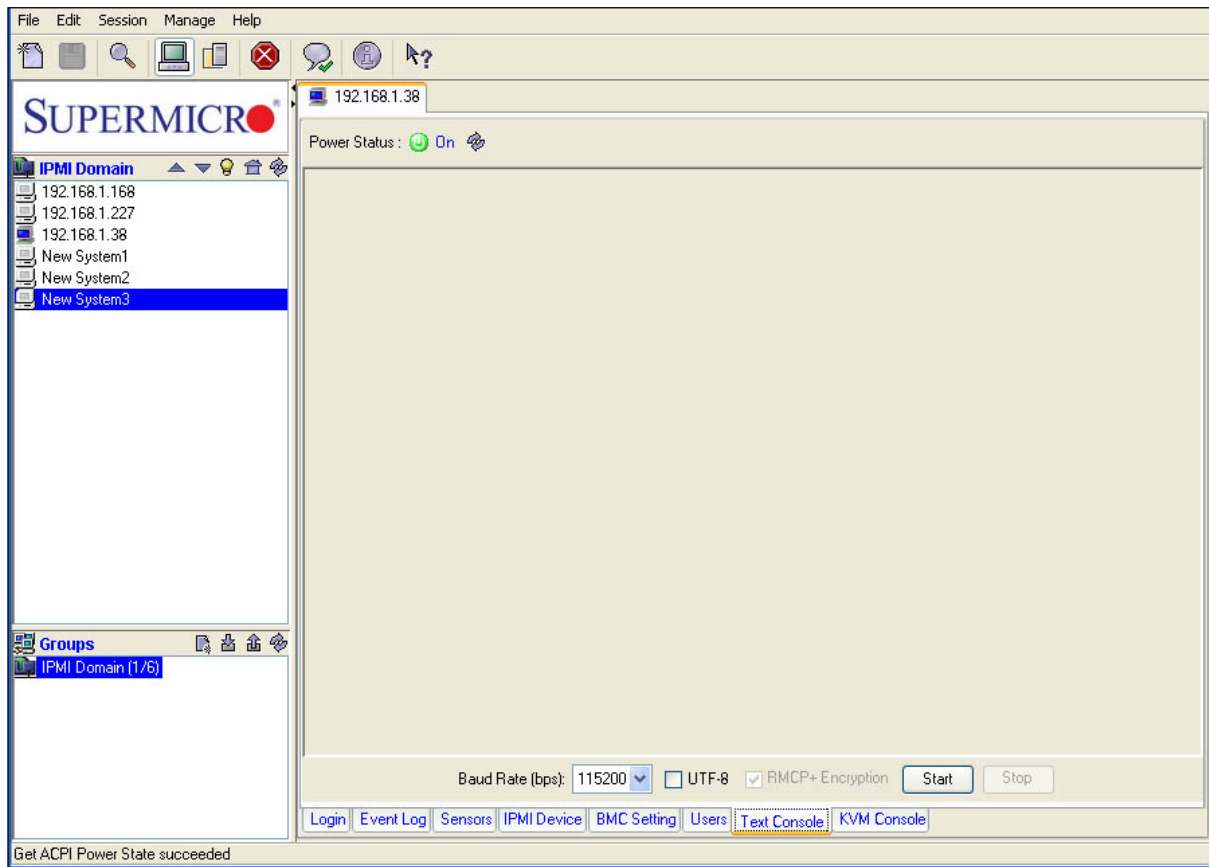 File Edit Session Manage Help
SUPERMICRO
192.168.1.38
Power Status : On
IPMI Domain
192.168.1.168
192.168.1.227
192.168.1.38
New System1
New System2
New System3
Groups
IPMI Domain (1/6)
Baud Rate (bps): 115200 UTF-8 RMCP+ Encryption Start Stop
Login Event Log Sensors IPMI Device BMC Setting Users Text Console KVM Console
Get ACPI Power State succeeded